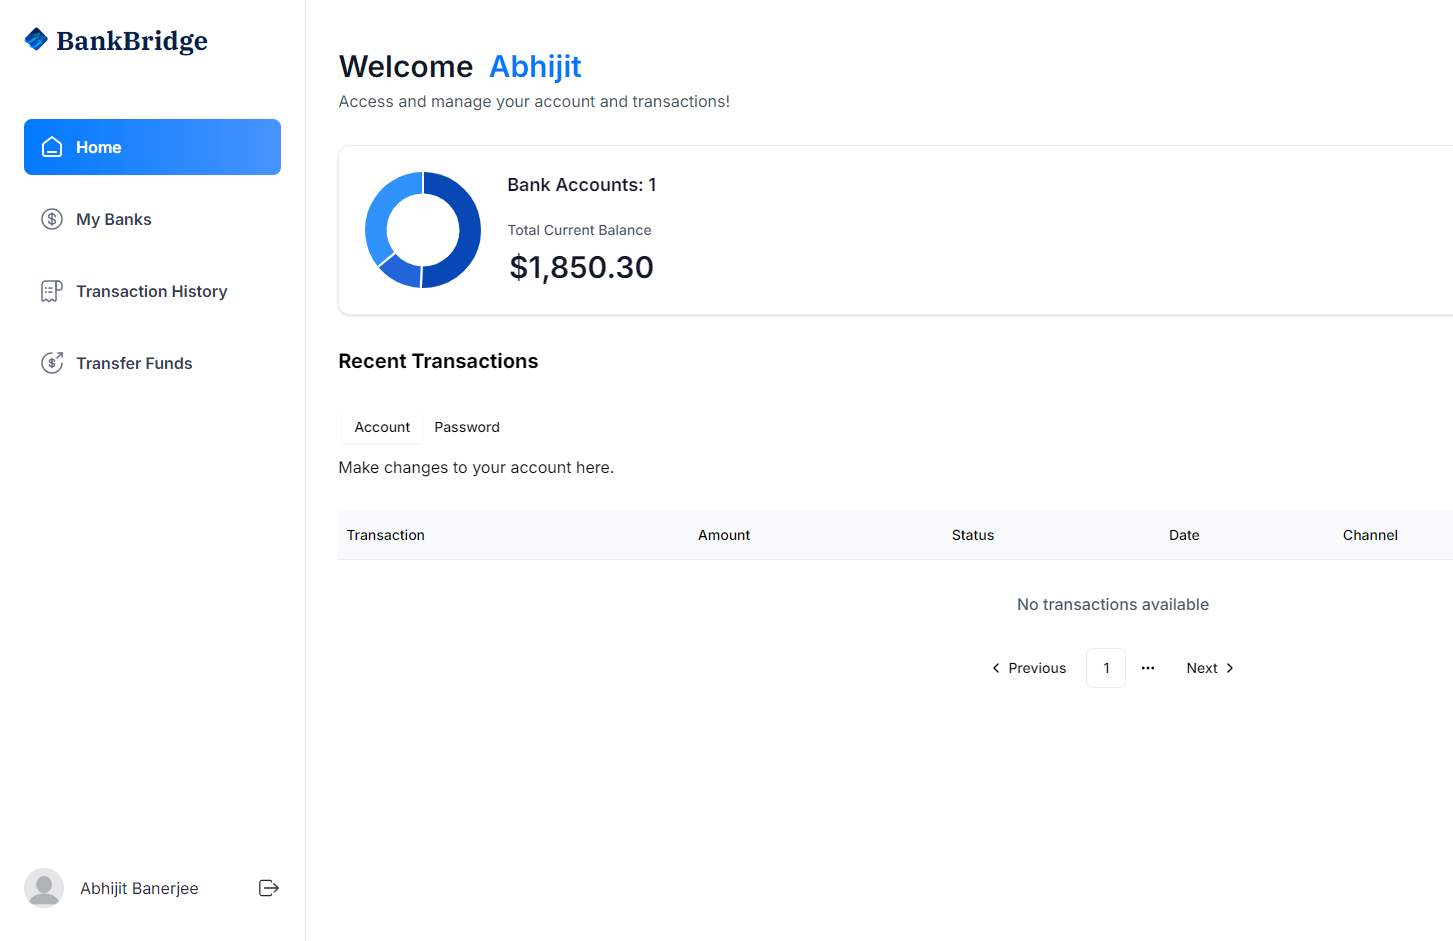 BankBridge
Home
My Banks
Transaction History
Transfer Funds
Abhijit Banerjee
Welcome Abhijit
Access and manage your account and transactions!
Bank Accounts: 1
Total Current Balance
$1,850.30
Recent Transactions
Account Password
Make changes to your account here.
Transaction Amount Status Date Channel
No transactions available
Previous 1 ... Next